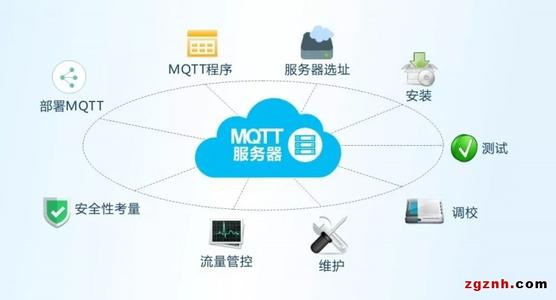 MQTT程序
服务器选址
部署MQTT
安装
MQTT
服务器
测试
安全性考量
调校
流量管控
维护
zgznh.com